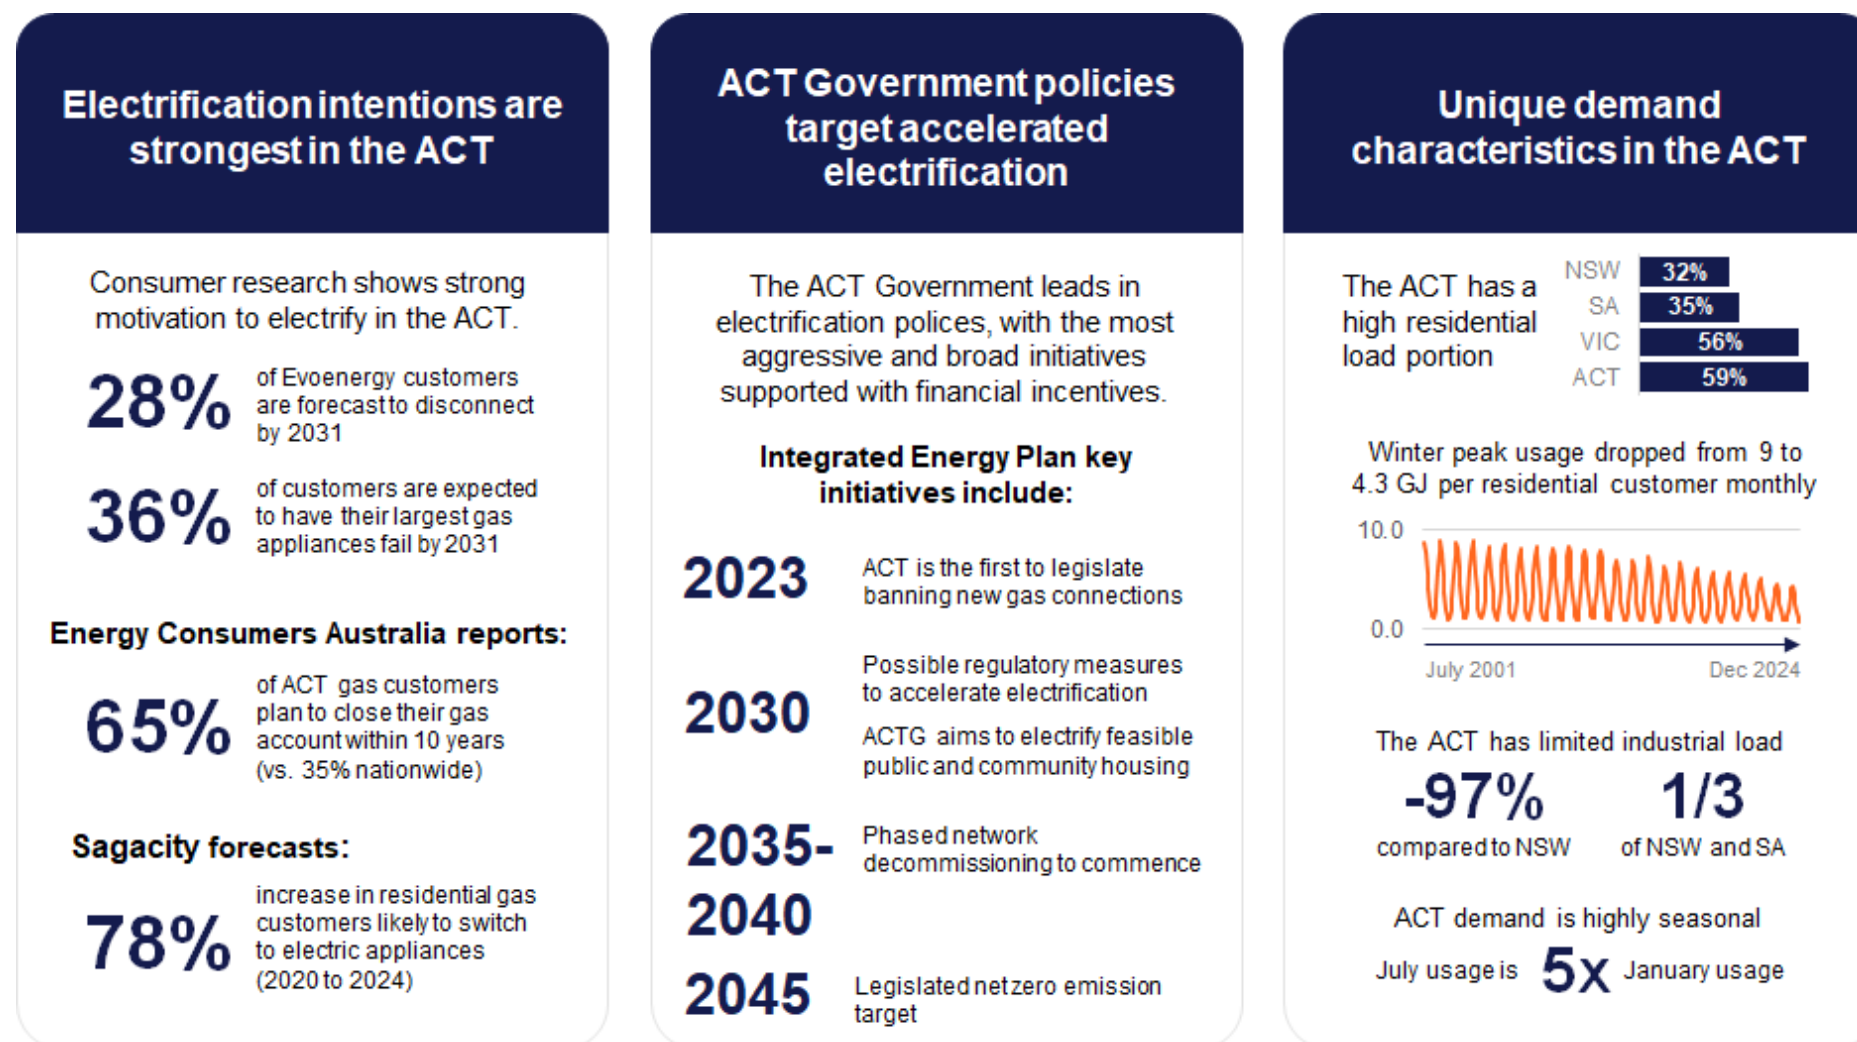 Electrification intentions are
strongest in the ACT
Consumer research shows strong
motivation to electrify in the ACT.
28%
of Evoenergy customers
are forecast to disconnect
by 2031
36%
of customers are expected
to have their largest gas
appliances fail by 2031
Energy Consumers Australia reports:
65%
of ACT gas customers
plan to close their gas
account within 10 years
(vs. 35% nationwide)
Sagacity forecasts:
78%
increase in residential gas
customers likely to switch
to electric appliances
(2020 to 2024)
ACT Government policies
target accelerated
electrification
The ACT Government leads in
electrification polices, with the most
aggressive and broad initiatives
supported with financial incentives.
Integrated Energy Plan key
initiatives include:
2023
ACT is the first to legislate
banning new gas connections
2030
Possible regulatory measures
to accelerate electrification
ACTG aims to electrify feasible
public and community housing
2035-
2040
Phased network
decommissioning to commence
2045
Legislated net zero emission
target
Unique demand
characteristics in the ACT
The ACT has a
high residential
load portion
NSW 32%
SA 35%
VIC 56%
ACT 59%
Winter peak usage dropped from 9 to
4.3 GJ per residential customer monthly
10.0
0.0
July 2001
Dec 2024
The ACT has limited industrial load
-97%
compared to NSW
1/3
of NSW and SA
ACT demand is highly seasonal
July usage is 5x January usage